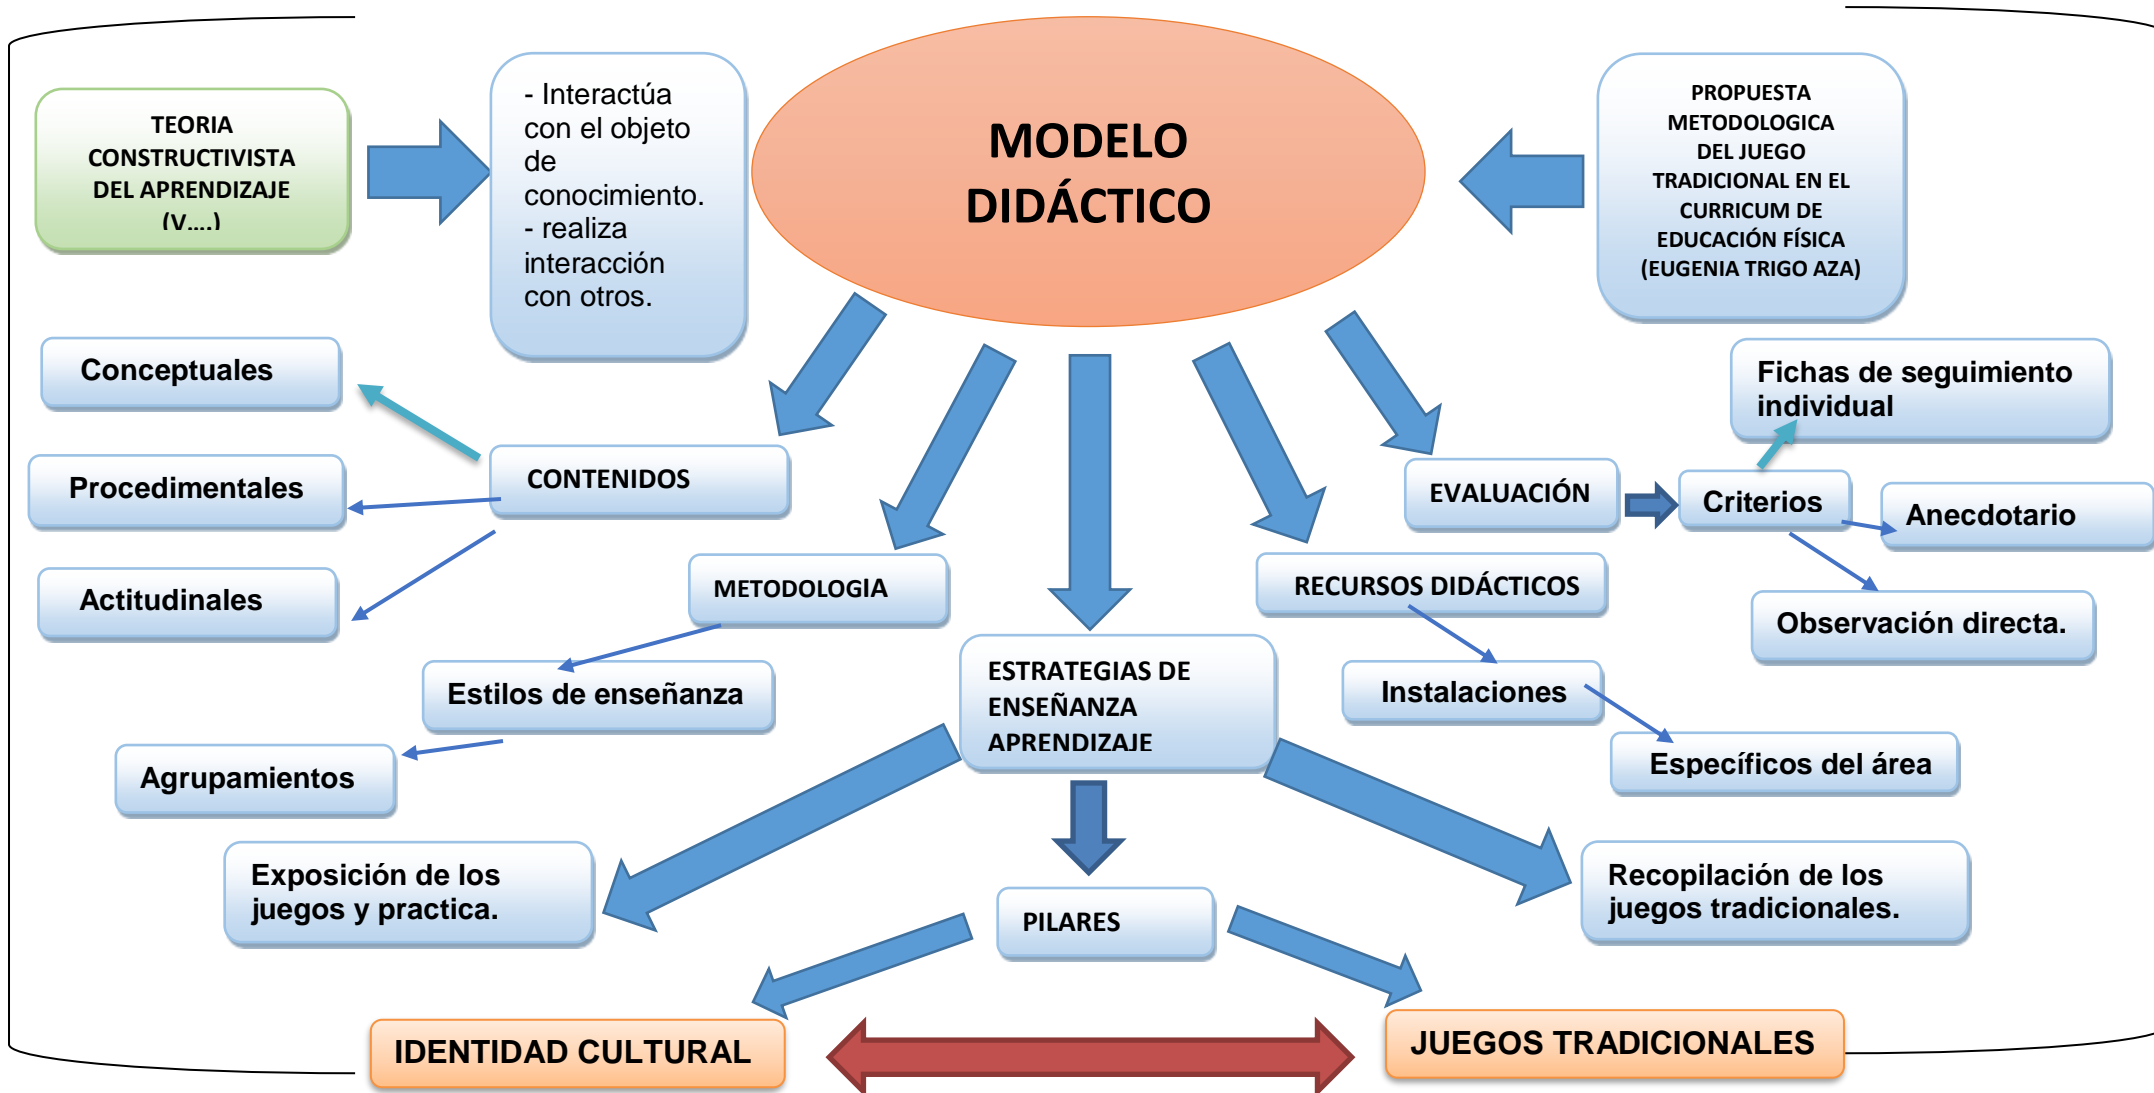 TEORIA
CONSTRUCTIVISTA
DEL APRENDIZAJE
(V....)
- Interactúa
con el objeto
de
conocimiento.
- realiza
interacción
con otros.
MODELO
DIDÁCTICO
PROPUESTA
METODOLOGICA
DEL JUEGO
TRADICIONAL EN EL
CURRICUM DE
EDUCACIÓN FÍSICA
(EUGENIA TRIGO AZA)
Conceptuales
Procedimentales
Actitudinales
CONTENIDOS
METODOLOGIA
Estilos de enseñanza
Agrupamientos
ESTRATEGIAS DE
ENSEÑANZA
APRENDIZAJE
RECURSOS DIDÁCTICOS
Instalaciones
Específicos del área
EVALUACIÓN
Criterios
Fichas de seguimiento
individual
Anecdotario
Observación directa.
Exposición de los
juegos y practica.
PILARES
Recopilación de los
juegos tradicionales.
IDENTIDAD CULTURAL
JUEGOS TRADICIONALES